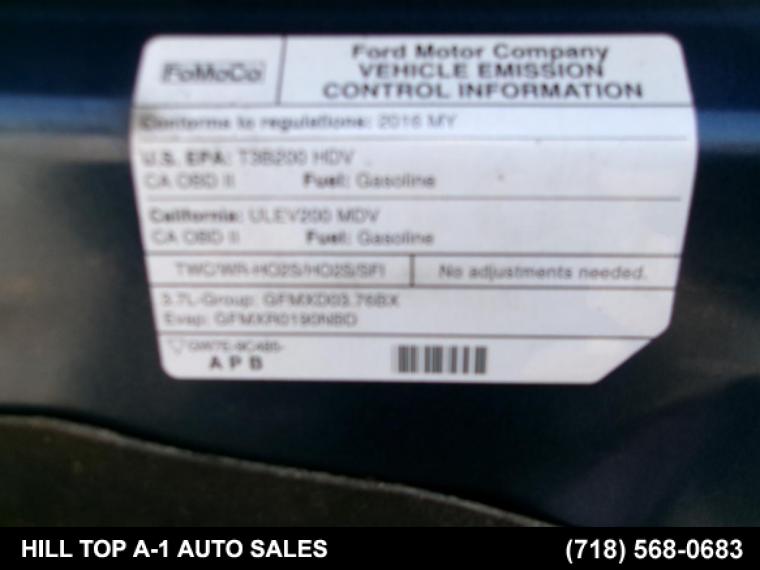 FoMoCo
Ford Motor Company
VEHICLE EMISSION
CONTROL INFORMATION
Conforms to regulations: 2016 MY
U.S. EPA: T3B200 HDV
CA OBD II Fuel: Gasoline
California: ULEV200 MDV
CA OBD II Fuel: Gasoline
TWC/WR-HO2S/HO2S/SFI
No adjustments needed.
3.7L-Group: GFMXD03.76BX
Evap: GFMXR0190NBD
A P B
HILL TOP A-1 AUTO SALES
(718) 568-0683